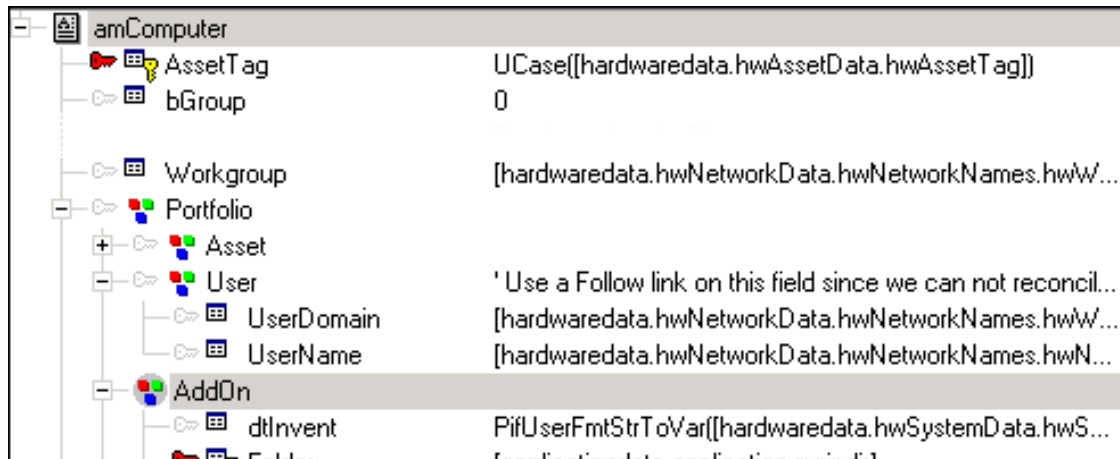 amComputer
AssetTag UCase([hardwaredata.hwAssetData.hwAssetTag])
bGroup 0
Workgroup [hardwaredata.hwNetworkData.hwNetworkNames.hwW...
Portfolio
Asset
User ' Use a Follow link on this field since we can not reconcil...
UserDomain [hardwaredata.hwNetworkData.hwNetworkNames.hwW...
UserName [hardwaredata.hwNetworkData.hwNetworkNames.hwN...
AddOn
dtInvent PifUserFmtStrToVar([hardwaredata.hwSystemData.hwS...